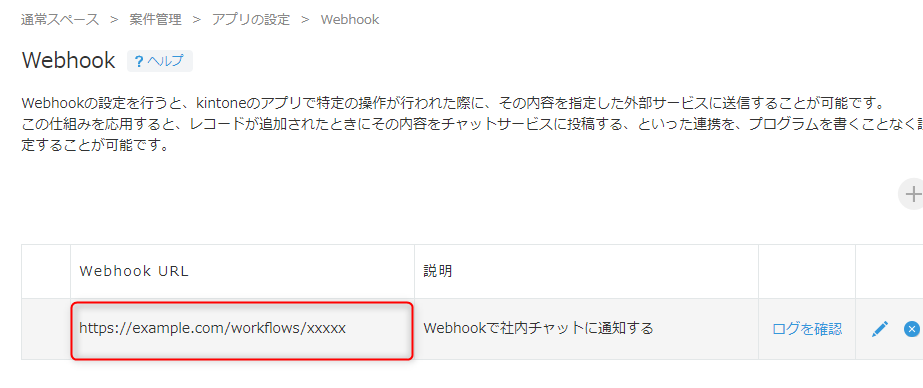 通常スペース > 案件管理 > アプリの設定 > Webhook
Webhook ? ヘルプ
Webhookの設定を行うと、kintoneのアプリで特定の操作が行われた際に、その内容を指定した外部サービスに送信することが可能です。
この仕組みを応用すると、レコードが追加されたときにその内容をチャットサービスに投稿する、といった連携を、プログラムを書くことなく
定することが可能です。
Webhook URL 説明
https://example.com/workflows/xxxxx Webhookで社内チャットに通知する ログを確認